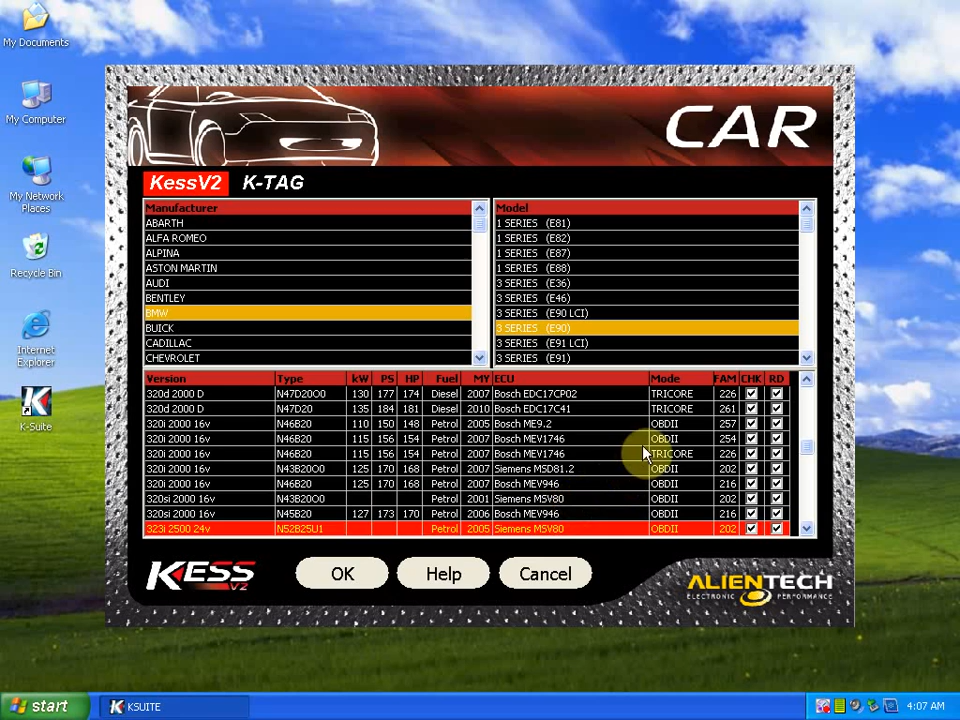 My Documents
My Computer
My Network
Places
Recycle Bin
Internet
Explorer
K-Suite
CAR
KessV2 K-TAG
Manufacturer
ABARTH
ALFA ROMEO
ALPINA
ASTON MARTIN
AUDI
BENTLEY
BMW
BUICK
CADILLAC
CHEVROLET
Model
1 SERIES (E81)
1 SERIES (E82)
1 SERIES (E87)
1 SERIES (E88)
3 SERIES (E36)
3 SERIES (E46)
3 SERIES (E90 LCI)
3 SERIES (E90)
3 SERIES (E91 LCI)
3 SERIES (E91)
Version Type kW PS HP Fuel MY ECU Mode FAM CHK RD
320d 2000 D N47D20O0 130 177 174 Diesel 2007 Bosch EDC17CP02 TRICORE 226
320d 2000 D N47D20 135 184 181 Diesel 2010 Bosch EDC17C41 TRICORE 261
320i 2000 16v N46B20 110 150 148 Petrol 2005 Bosch ME9.2 OBDII 257
320i 2000 16v N46B20 115 156 154 Petrol 2007 Bosch MEV1746 OBDII 254
320i 2000 16v N46B20 115 156 154 Petrol 2007 Bosch MEV1746 TRICORE 226
320i 2000 16v N43B20O0 125 170 168 Petrol 2007 Siemens MSD81.2 OBDII 202
320i 2000 16v N46B20 125 170 168 Petrol 2007 Bosch MEV946 OBDII 216
320si 2000 16v N43B20O0 Petrol 2001 Siemens MSV80 OBDII 202
320si 2000 16v N45B20 127 173 170 Petrol 2006 Bosch MEV946 OBDII 216
323i 2500 24v N52B25U1 Petrol 2005 Siemens MSV80 OBDII 202
KESS V2
OK
Help
Cancel
ALIENTECH
ELECTRONIC PERFORMANCE
start
KSUITE
4:07 AM